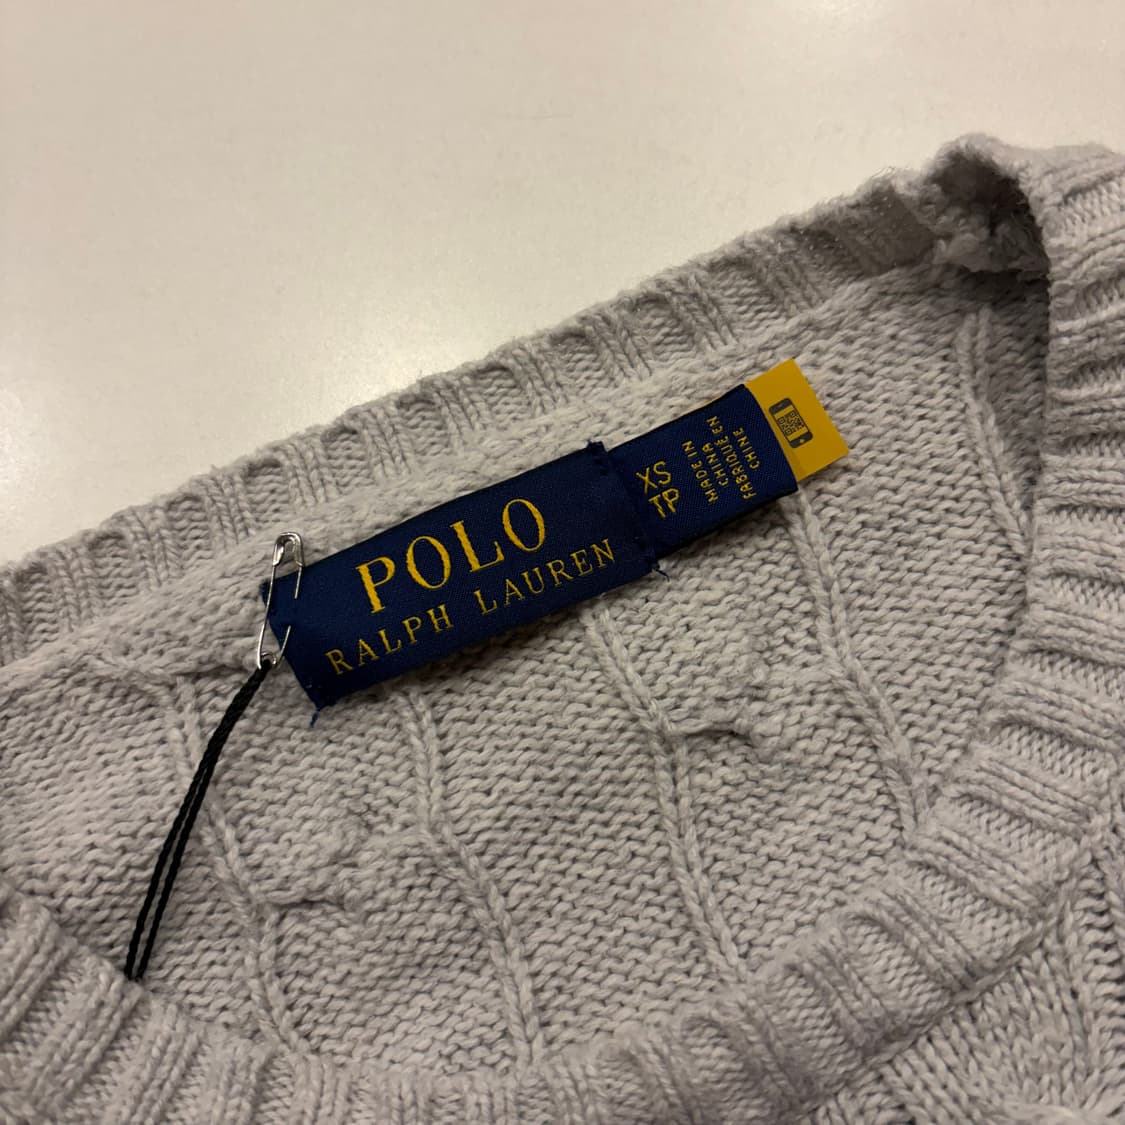 POLO
RALPH LAUREN
XS
TP
MADE IN
CHINA
FABRIQUÉ EN
CHINE